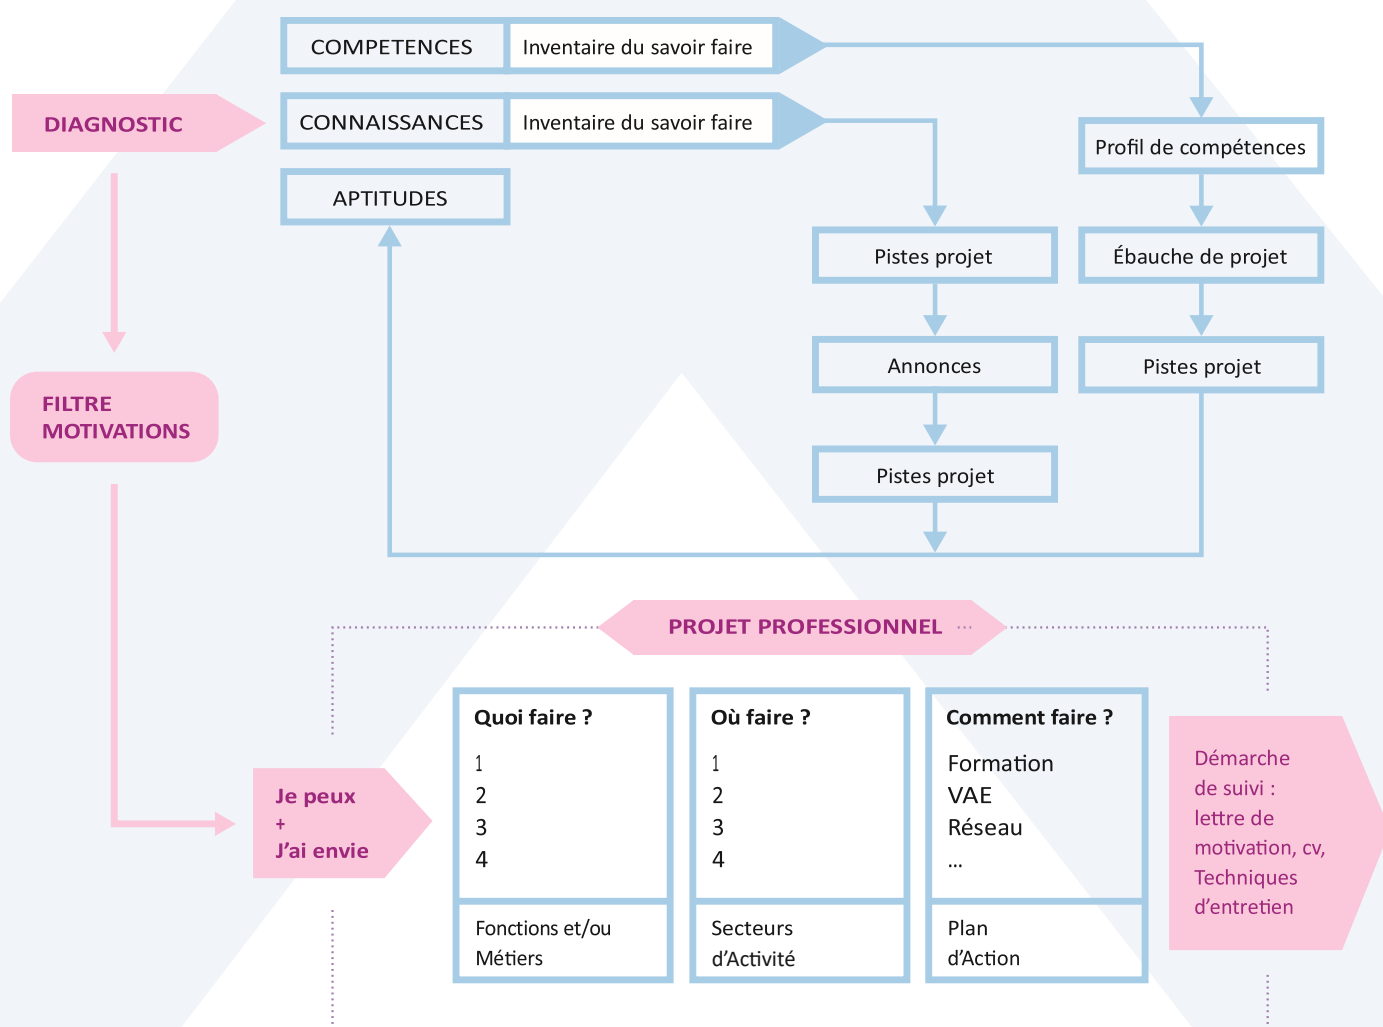 COMPETENCES
Inventaire du savoir faire
DIAGNOSTIC
CONNAISSANCES
Inventaire du savoir faire
Profil de compétences
APTITUDES
Pistes projet
Ébauche de projet
Annonces
Pistes projet
FILTRE
MOTIVATIONS
Pistes projet
PROJET PROFESSIONNEL
Je peux
+
J’ai envie
Quoi faire ?
1
2
3
4
Fonctions et/ou
Métiers
Où faire ?
1
2
3
4
Secteurs
d’Activité
Comment faire ?
Formation
VAE
Réseau
...
Plan
d’Action
Démarche
de suivi :
lettre de
motivation, cv,
Techniques
d’entretien